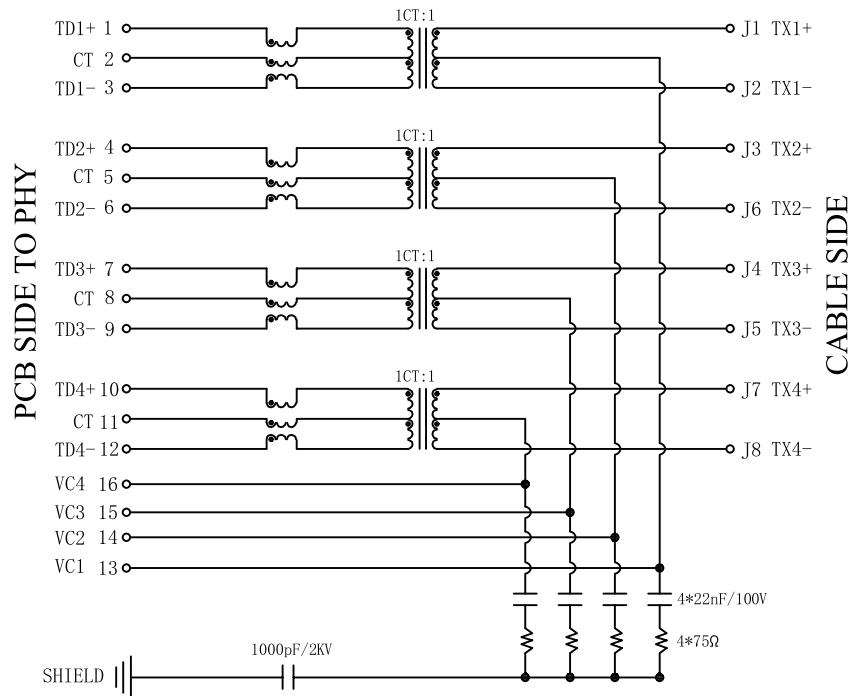 1CT:1
TD1+ 1
J1 TX1+
CT 2
TD1- 3
J2 TX1-
1CT:1
TD2+ 4
J3 TX2+
CT 5
TD2- 6
J6 TX2-
PCB SIDE TO PHY
CABLE SIDE
1CT:1
TD3+ 7
J4 TX3+
CT 8
TD3- 9
J5 TX3-
1CT:1
TD4+ 10
J7 TX4+
CT 11
TD4- 12
J8 TX4-
VC4 16
VC3 15
VC2 14
VC1 13
4*22nF/100V
4*75Ω
1000pF/2KV
SHIELD